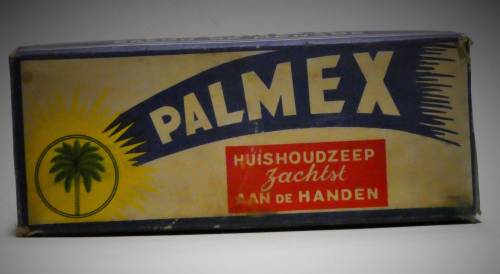 PALMEX
HUISHOUDZEEP
Zachtst
AAN DE HANDEN